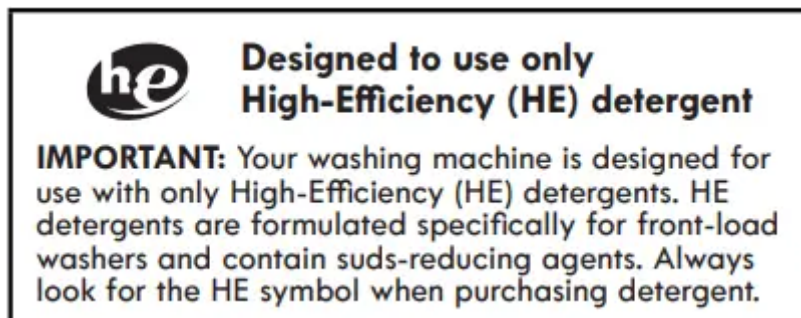 he
Designed to use only
High-Efficiency (HE) detergent
IMPORTANT: Your washing machine is designed for
use with only High-Efficiency (HE) detergents. HE
detergents are formulated specifically for front-load
washers and contain suds-reducing agents. Always
look for the HE symbol when purchasing detergent.